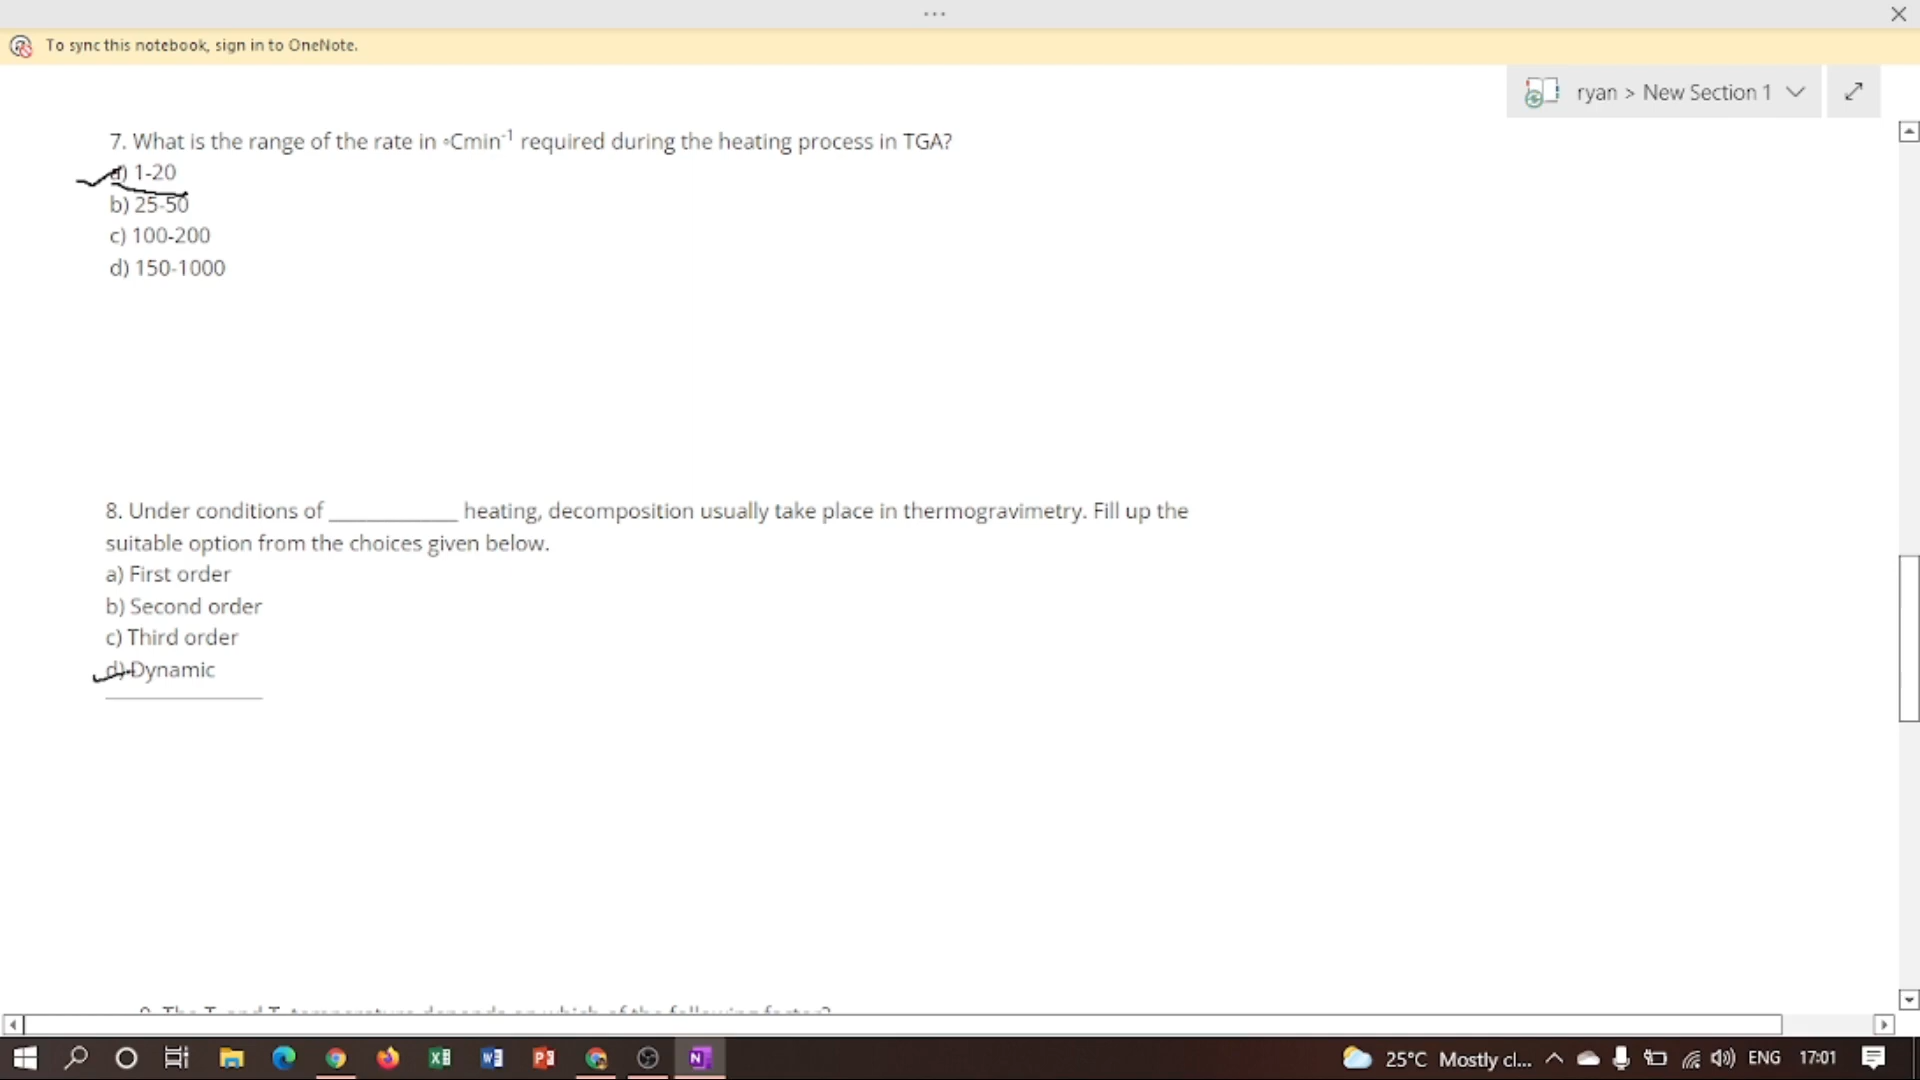 To sync this notebook, sign in to OneNote.
ryan > New Section 1
7. What is the range of the rate in ∘Cmin-1 required during the heating process in TGA?
a) 1-20
b) 25-50
c) 100-200
d) 150-1000
8. Under conditions of ____________ heating, decomposition usually take place in thermogravimetry. Fill up the
suitable option from the choices given below.
a) First order
b) Second order
c) Third order
d) Dynamic
25°C Mostly cl... ENG 17:01